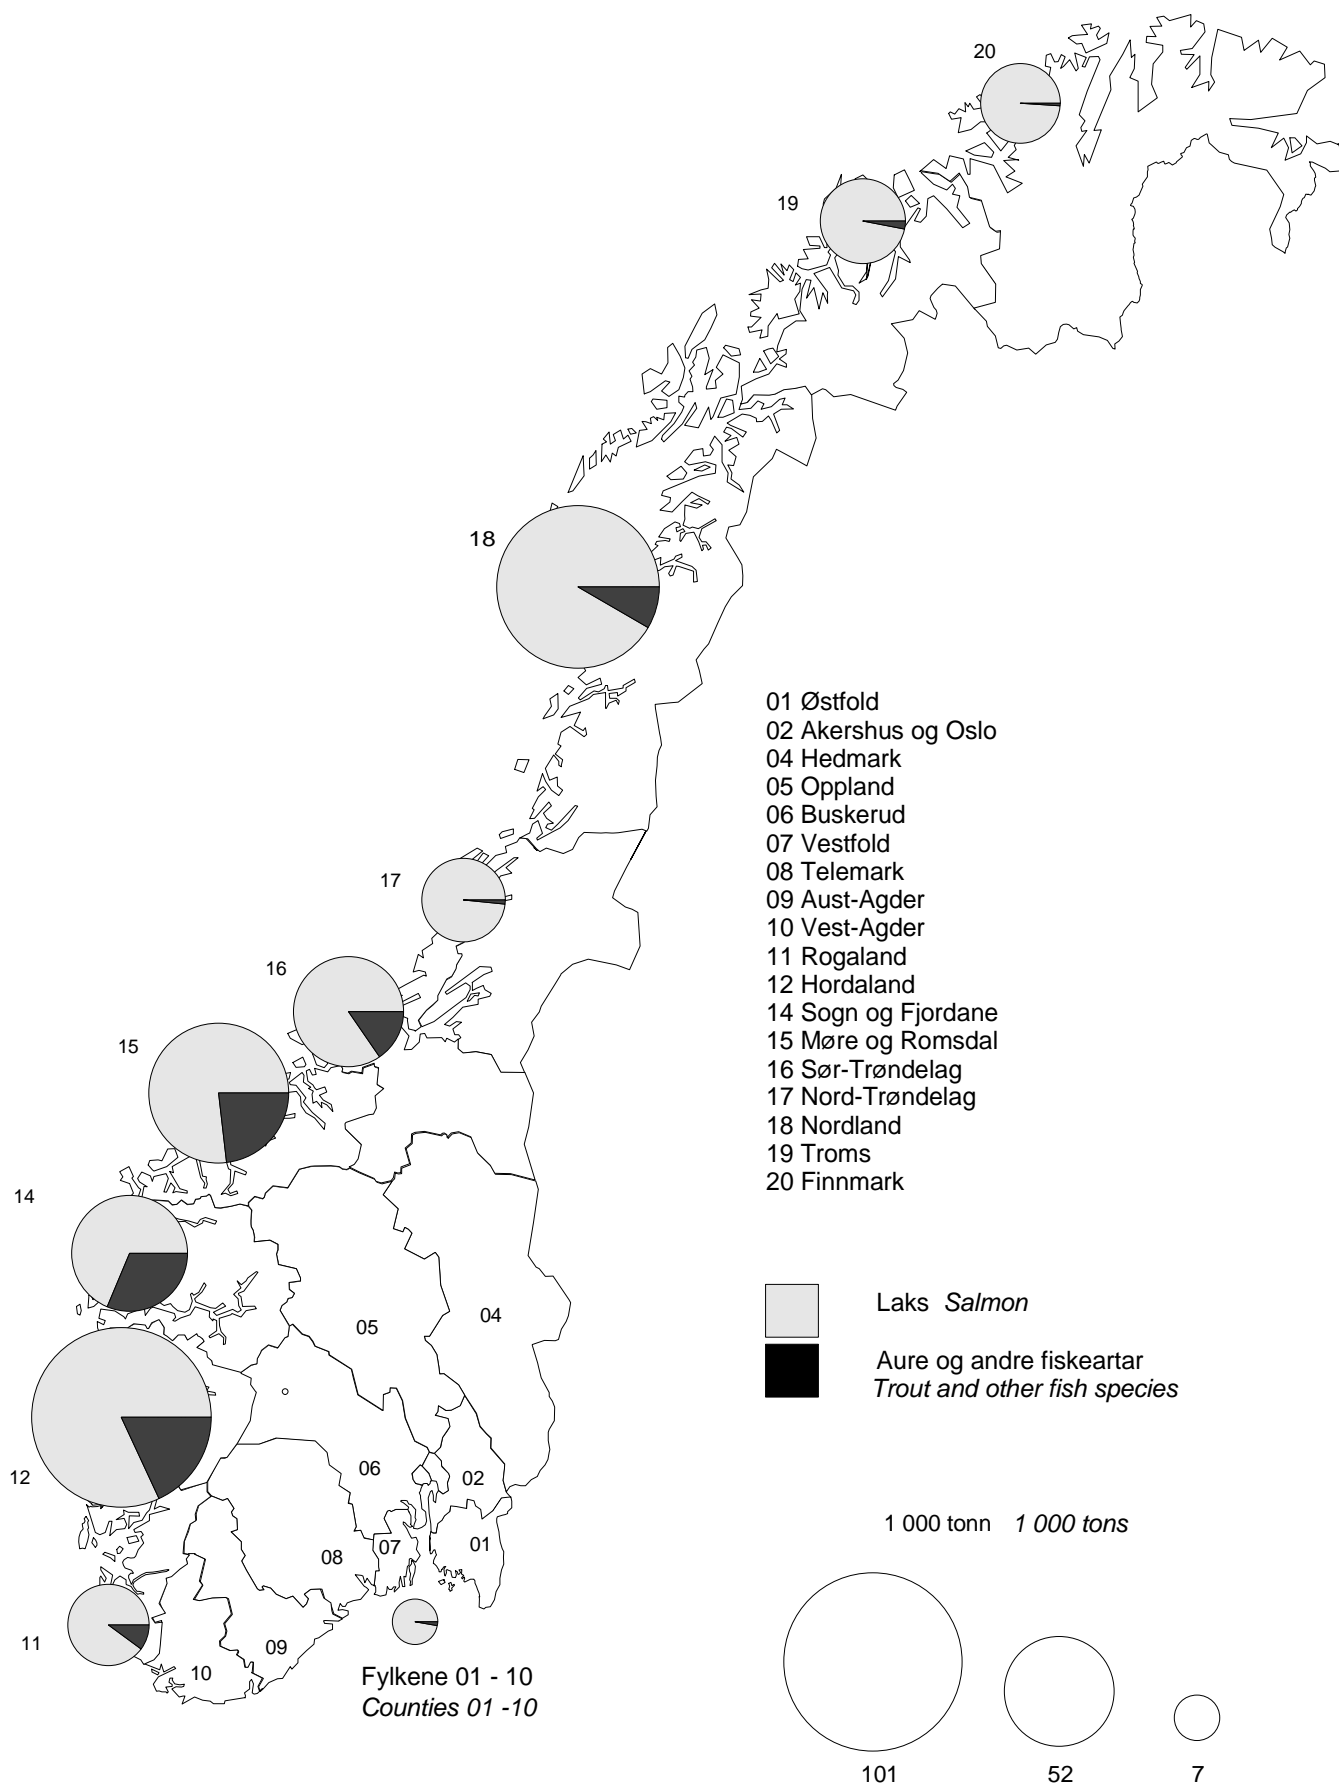 20
19
18
17
16
15
14
12
11
01 Østfold
02 Akershus og Oslo
04 Hedmark
05 Oppland
06 Buskerud
07 Vestfold
08 Telemark
09 Aust-Agder
10 Vest-Agder
11 Rogaland
12 Hordaland
14 Sogn og Fjordane
15 Møre og Romsdal
16 Sør-Trøndelag
17 Nord-Trøndelag
18 Nordland
19 Troms
20 Finnmark
04
05
06
02
07
01
08
09
10
Laks Salmon
Aure og andre fiskeartar
Trout and other fish species
Fylkene 01 - 10
Counties 01 -10
1 000 tonn 1 000 tons
101
52
7